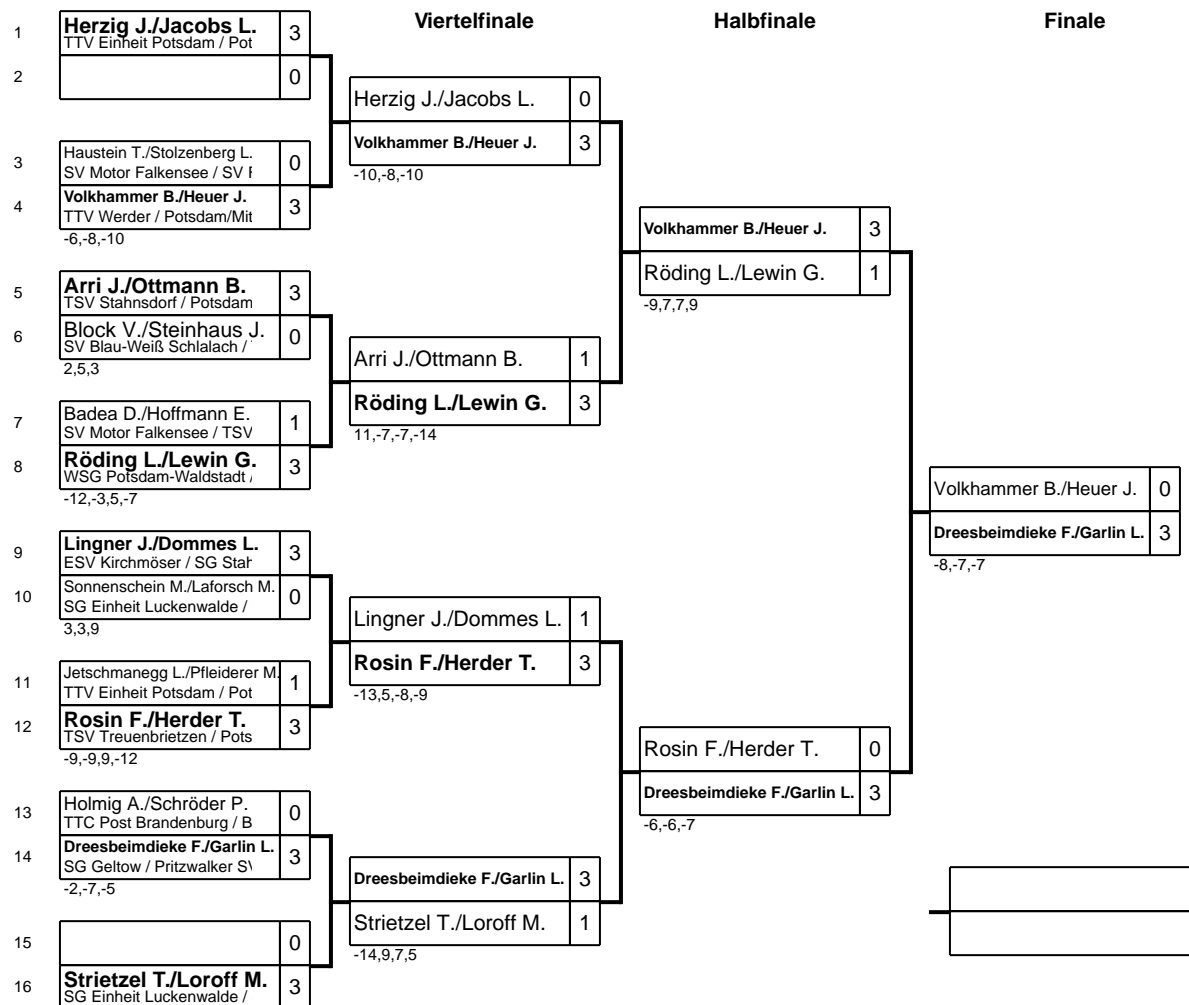 Viertelfinale
Halbfinale
Finale
1
Herzig J./Jacobs L.
3
TTV Einheit Potsdam / Pot
2
0
3
Haustein T./Stolzenberg L.
0
SV Motor Falkensee / SV F
4
Volkhammer B./Heuer J.
3
TTV Werder / Potsdam/Mit
-6,-8,-10
5
Arri J./Ottmann B.
3
TSV Stahnsdorf / Potsdam
6
Block V./Steinhaus J.
0
SV Blau-Weiß Schlalach /
2,5,3
7
Badea D./Hoffmann E.
1
SV Motor Falkensee / TSV
8
Röding L./Lewin G.
3
WSG Potsdam-Waldstadt /
-12,-3,5,-7
9
Lingner J./Dommes L.
3
ESV Kirchmöser / SG Stah
10
Sonnenschein M./Laforsch M.
0
SG Einheit Luckenwalde /
3,3,9
11
Jetschmanegg L./Pfleiderer M.
1
TTV Einheit Potsdam / Pot
12
Rosin F./Herder T.
3
TSV Treuenbrietzen / Pots
-9,-9,9,-12
13
Holmig A./Schröder P.
0
TTC Post Brandenburg / B
14
Dreesbeimdieke F./Garlin L.
3
SG Geltow / Pritzwalker SV
-2,-7,-5
15
0
16
Strietzel T./Loroff M.
3
SG Einheit Luckenwalde /
Herzig J./Jacobs L.
0
Volkhammer B./Heuer J.
3
-10,-8,-10
Arri J./Ottmann B.
1
Röding L./Lewin G.
3
11,-7,-7,-14
Lingner J./Dommes L.
1
Rosin F./Herder T.
3
-13,5,-8,-9
Dreesbeimdieke F./Garlin L.
3
Strietzel T./Loroff M.
1
-14,9,7,5
Volkhammer B./Heuer J.
3
Röding L./Lewin G.
1
-9,7,7,9
Rosin F./Herder T.
0
Dreesbeimdieke F./Garlin L.
3
-6,-6,-7
Volkhammer B./Heuer J.
0
Dreesbeimdieke F./Garlin L.
3
-8,-7,-7